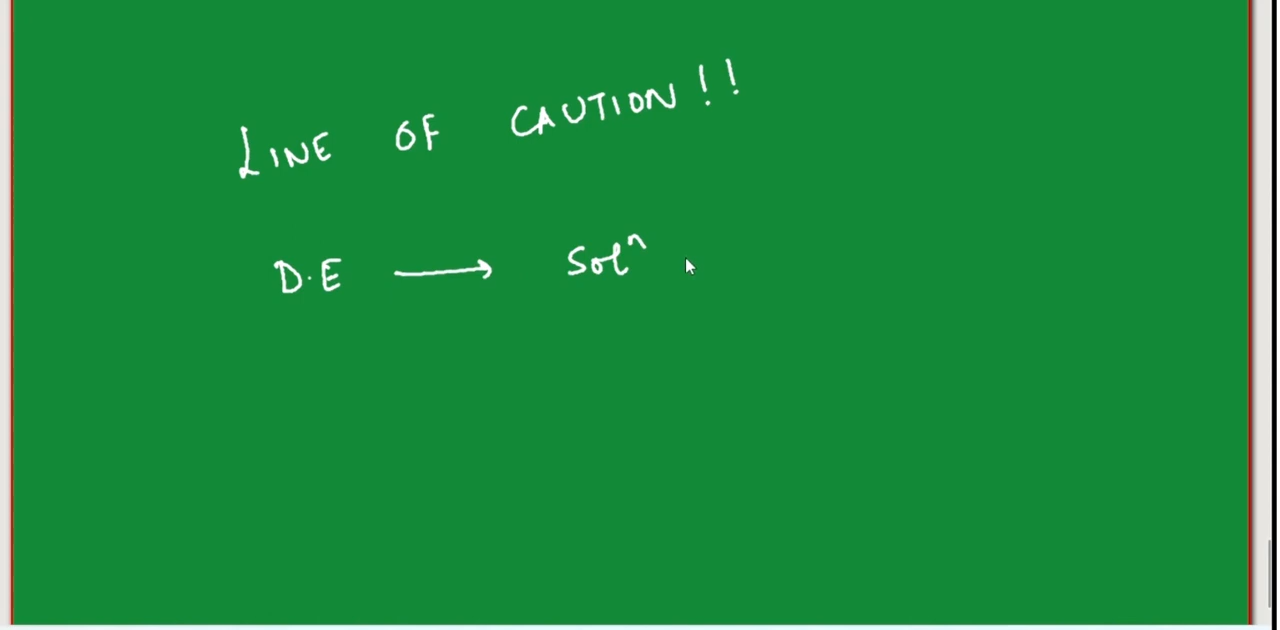 LINE OF CAUTION!!
D.E → Solⁿ